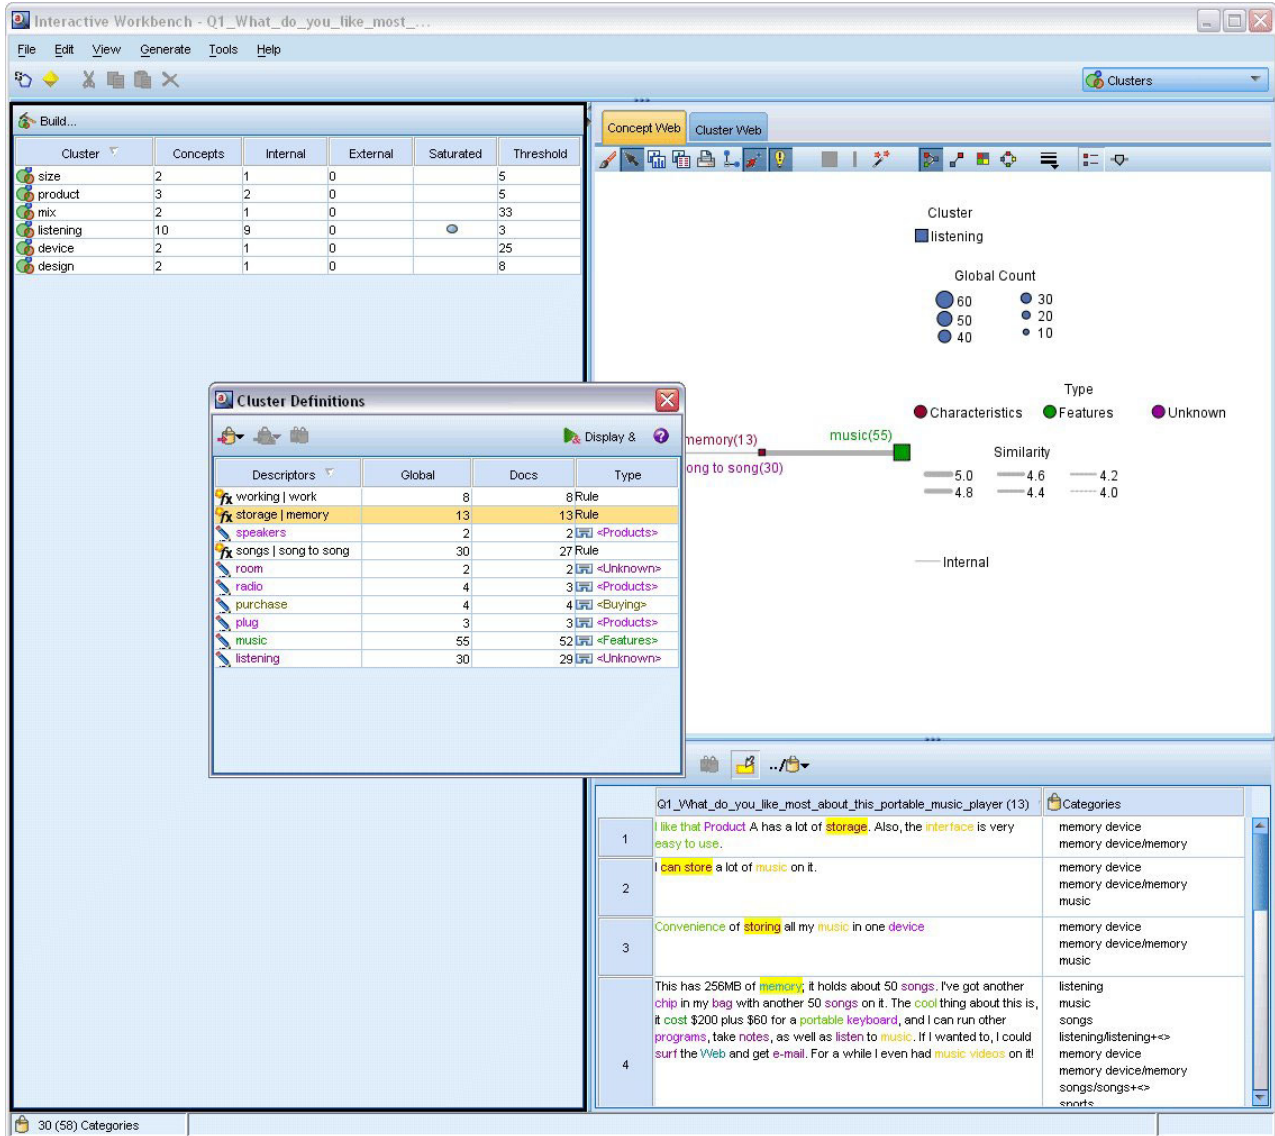 Interactive Workbench - Q1_What_do_you_like_most_...
File Edit View Generate Tools Help
Clusters
Build...
Cluster Concepts Internal External Saturated Threshold
size 2 1 0 5
product 3 2 0 5
mix 2 1 0 33
listening 10 9 0 3
device 2 1 0 25
design 2 1 0 8
Concept Web Cluster Web
Cluster
listening
Global Count
60 30
50 20
40 10
Type
Characteristics Features Unknown
memory(13) music(55)
ong to song(30)
Similarity
5.0 4.6 4.2
4.8 4.4 4.0
Internal
Cluster Definitions
Display &
Descriptors Global Docs Type
fx working | work 8 8 Rule
fx storage | memory 13 13 Rule
speakers 2 2 <Products>
fx songs | song to song 30 27 Rule
room 2 2 <Unknown>
radio 4 3 <Products>
purchase 4 4 <Buying>
plug 3 3 <Products>
music 55 52 <Features>
listening 30 29 <Unknown>
../
Q1_What_do_you_like_most_about_this_portable_music_player (13) Categories
1 I like that Product A has a lot of storage. Also, the interface is very memory device
easy to use. memory device/memory
2 I can store a lot of music on it. memory device
memory device/memory
music
3 Convenience of storing all my music in one device memory device
memory device/memory
music
4 This has 256MB of memory; it holds about 50 songs. I've got another listening
chip in my bag with another 50 songs on it. The cool thing about this is, music
it cost $200 plus $60 for a portable keyboard, and I can run other songs
programs, take notes, as well as listen to music. If I wanted to, I could listening/listening+<>
surf the Web and get e-mail. For a while I even had music videos on it! memory device
memory device/memory
songs/songs+<>
sports
30 (58) Categories